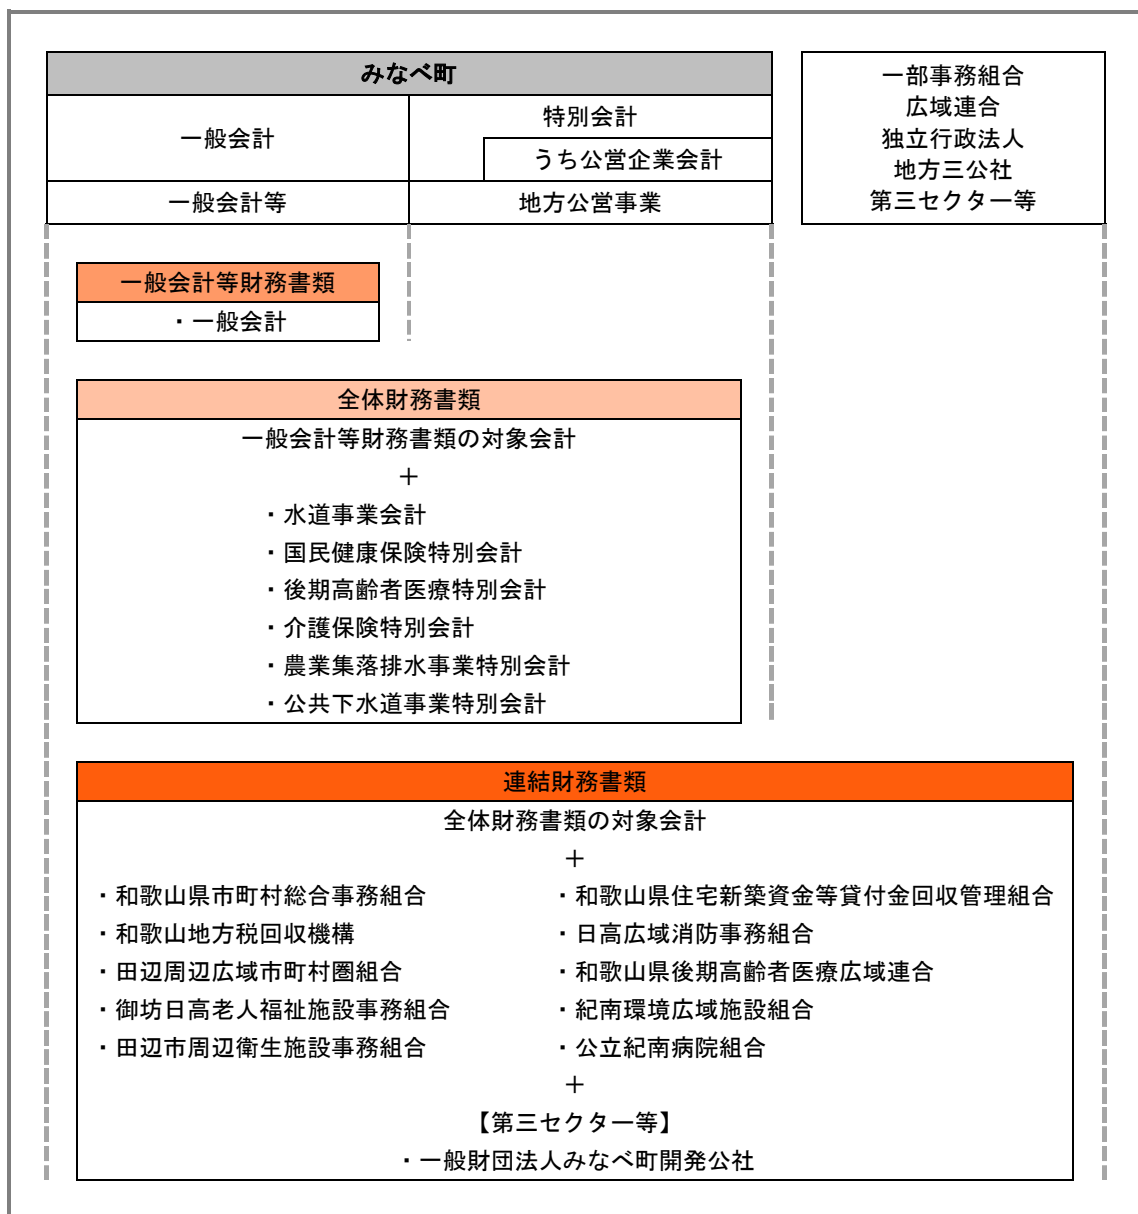 みなべ町
一般会計
特別会計
うち公営企業会計
一般会計等
地方公営事業
一部事務組合
広域連合
独立行政法人
地方三公社
第三セクター等
一般会計等財務書類
・一般会計
全体財務書類
一般会計等財務書類の対象会計
＋
・水道事業会計
・国民健康保険特別会計
・後期高齢者医療特別会計
・介護保険特別会計
・農業集落排水事業特別会計
・公共下水道事業特別会計
連結財務書類
全体財務書類の対象会計
＋
・和歌山県市町村総合事務組合
・和歌山地方税回収機構
・田辺周辺広域市町村圏組合
・御坊日高老人福祉施設事務組合
・田辺市周辺衛生施設事務組合
・和歌山県住宅新築資金等貸付金回収管理組合
・日高広域消防事務組合
・和歌山県後期高齢者医療広域連合
・紀南環境広域施設組合
・公立紀南病院組合
＋
【第三セクター等】
・一般財団法人みなべ町開発公社